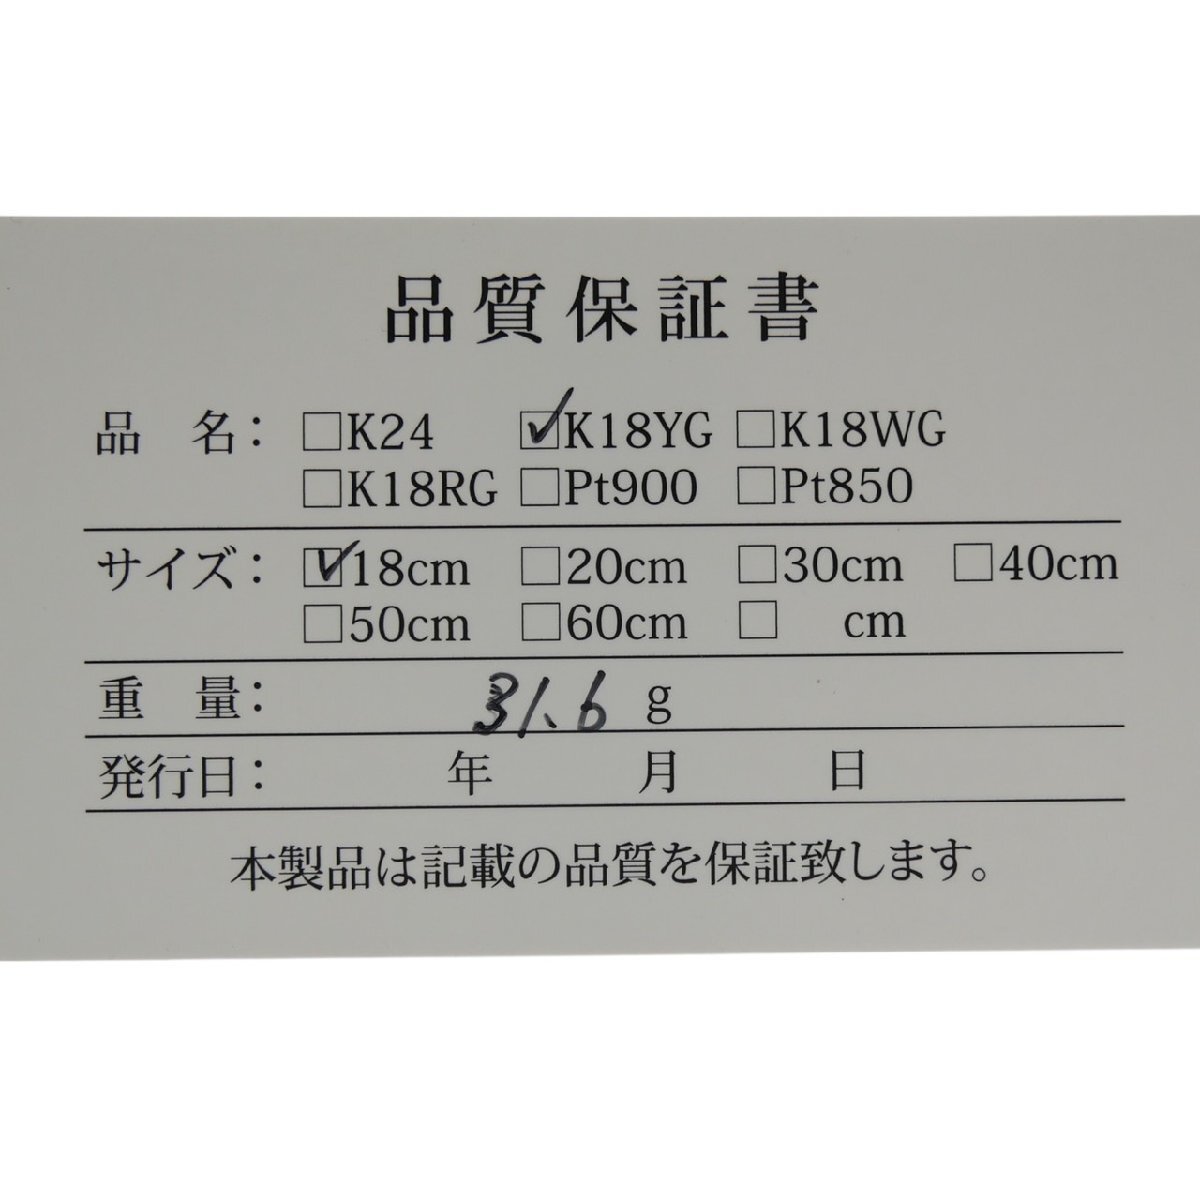 品質保証書
品 名： □K24 ☑K18YG □K18WG
□K18RG □Pt900 □Pt850
サイズ： ☑18cm □20cm □30cm □40cm
□50cm □60cm □ cm
重 量： 31.6 g
発行日： 年 月 日
本製品は記載の品質を保証致します。